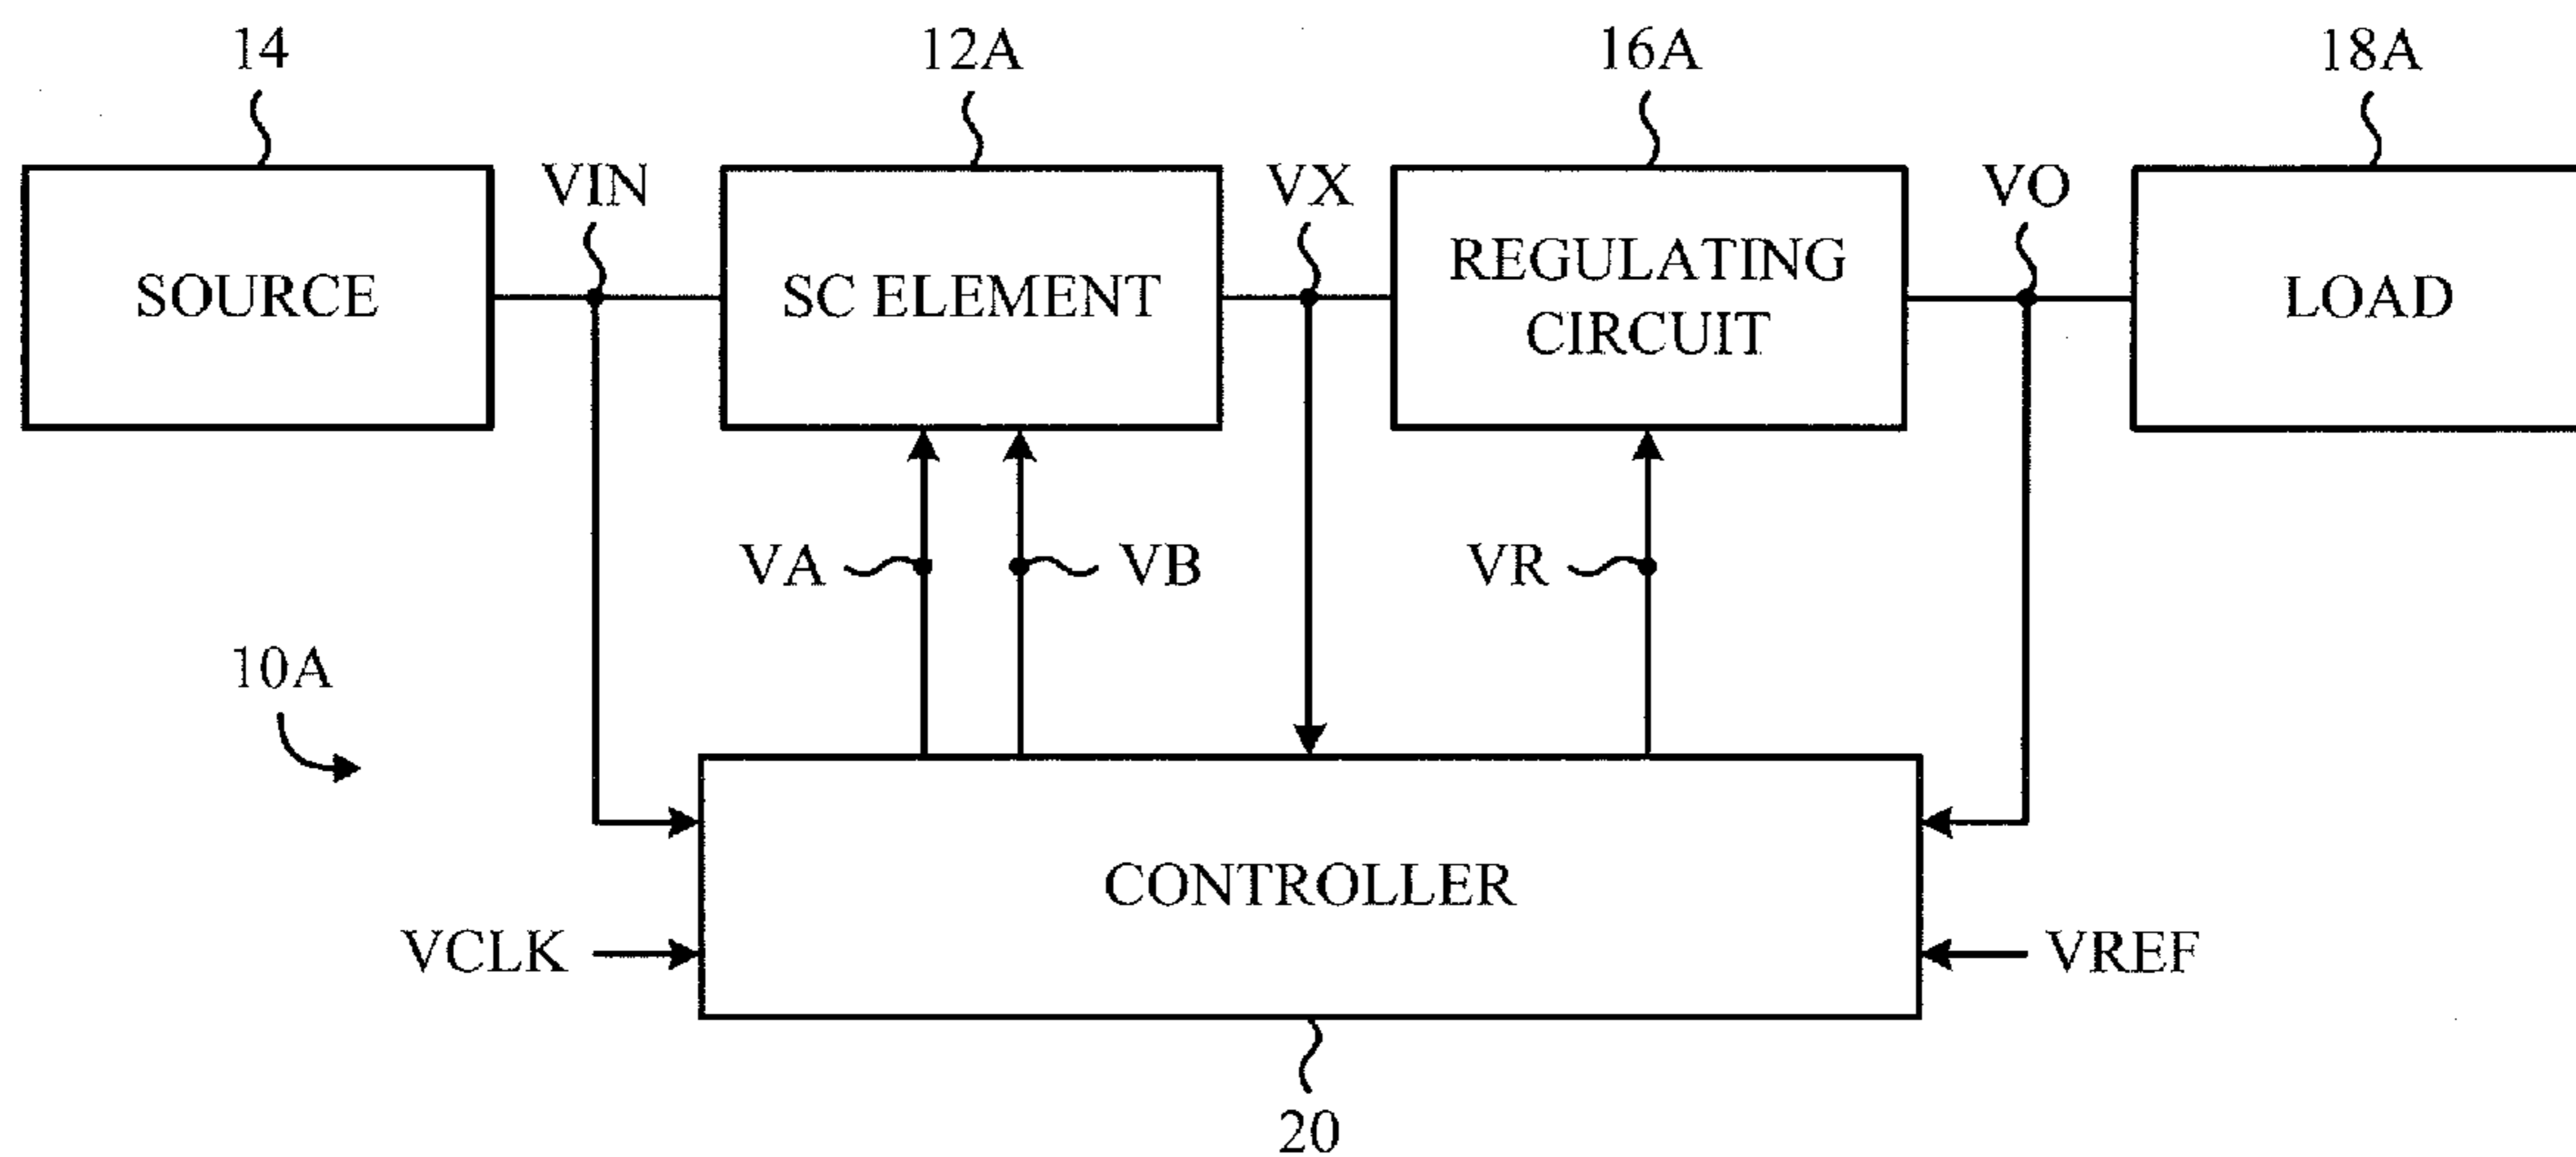 14
12A
16A
18A
VIN
VX
VO
SOURCE
SC ELEMENT
REGULATING
CIRCUIT
LOAD
VA
VB
VR
10A
CONTROLLER
VCLK
VREF
20